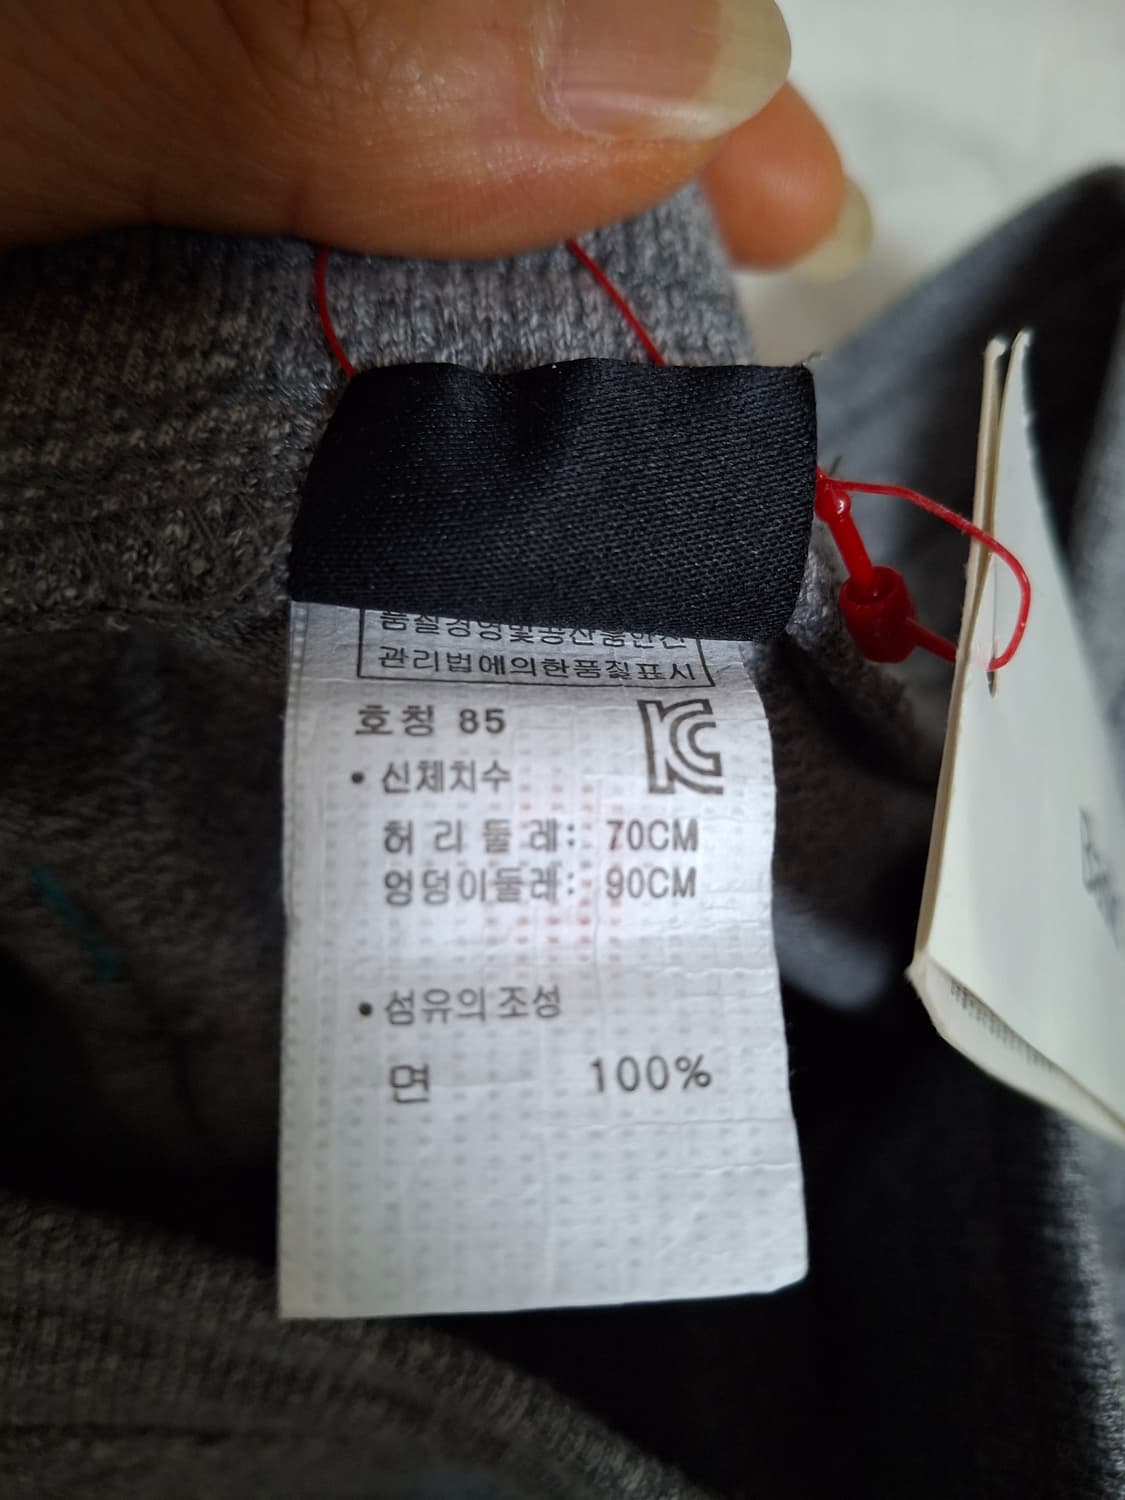 품질경영및공산품안전
관리법에의한품질표시
호칭 85
KC
• 신체치수
허리둘레: 70CM
엉덩이둘레: 90CM
• 섬유의조성
면 100%